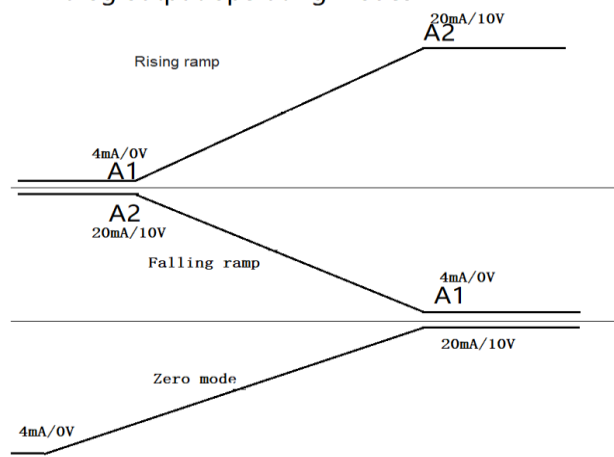 20mA/10V
A2
Rising ramp
4mA/0V
A1
A2
20mA/10V
Falling ramp
4mA/0V
A1
20mA/10V
Zero mode
4mA/0V